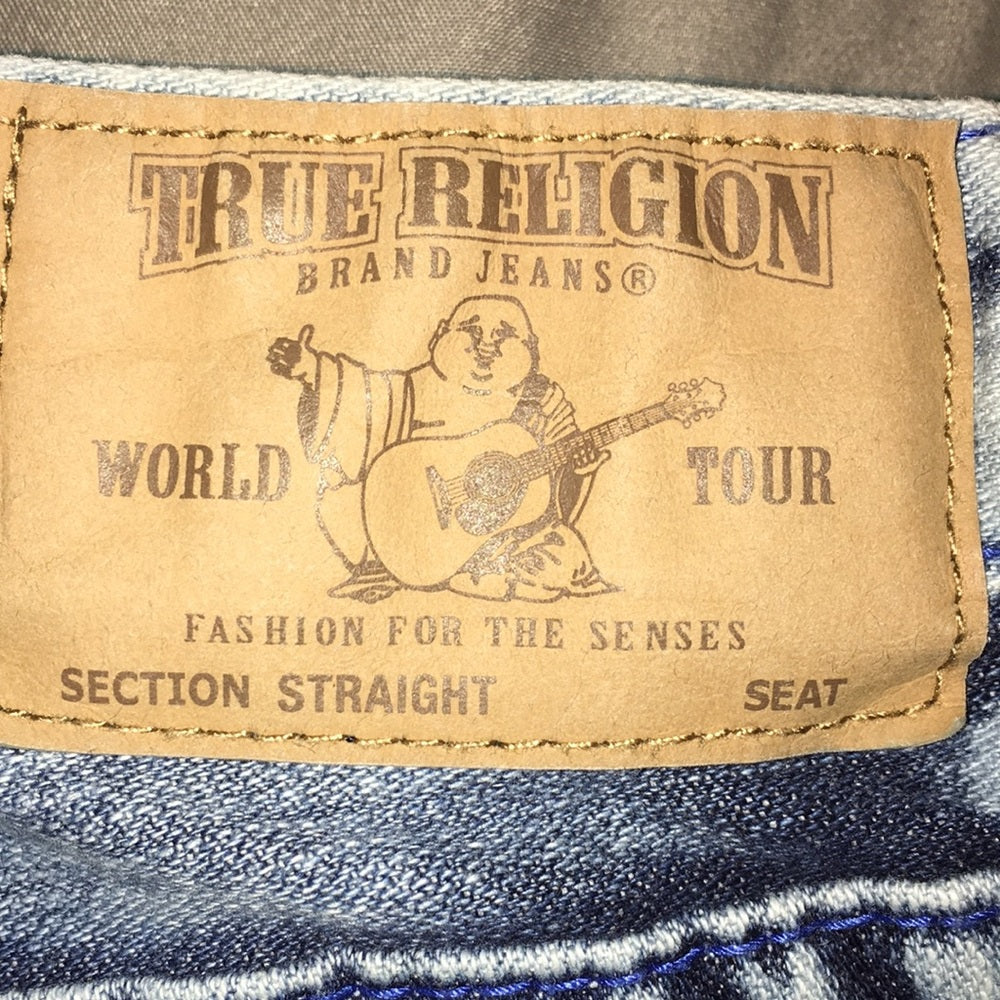 TRUE RELIGION
BRAND JEANS®
WORLD TOUR
FASHION FOR THE SENSES
SECTION STRAIGHT SEAT